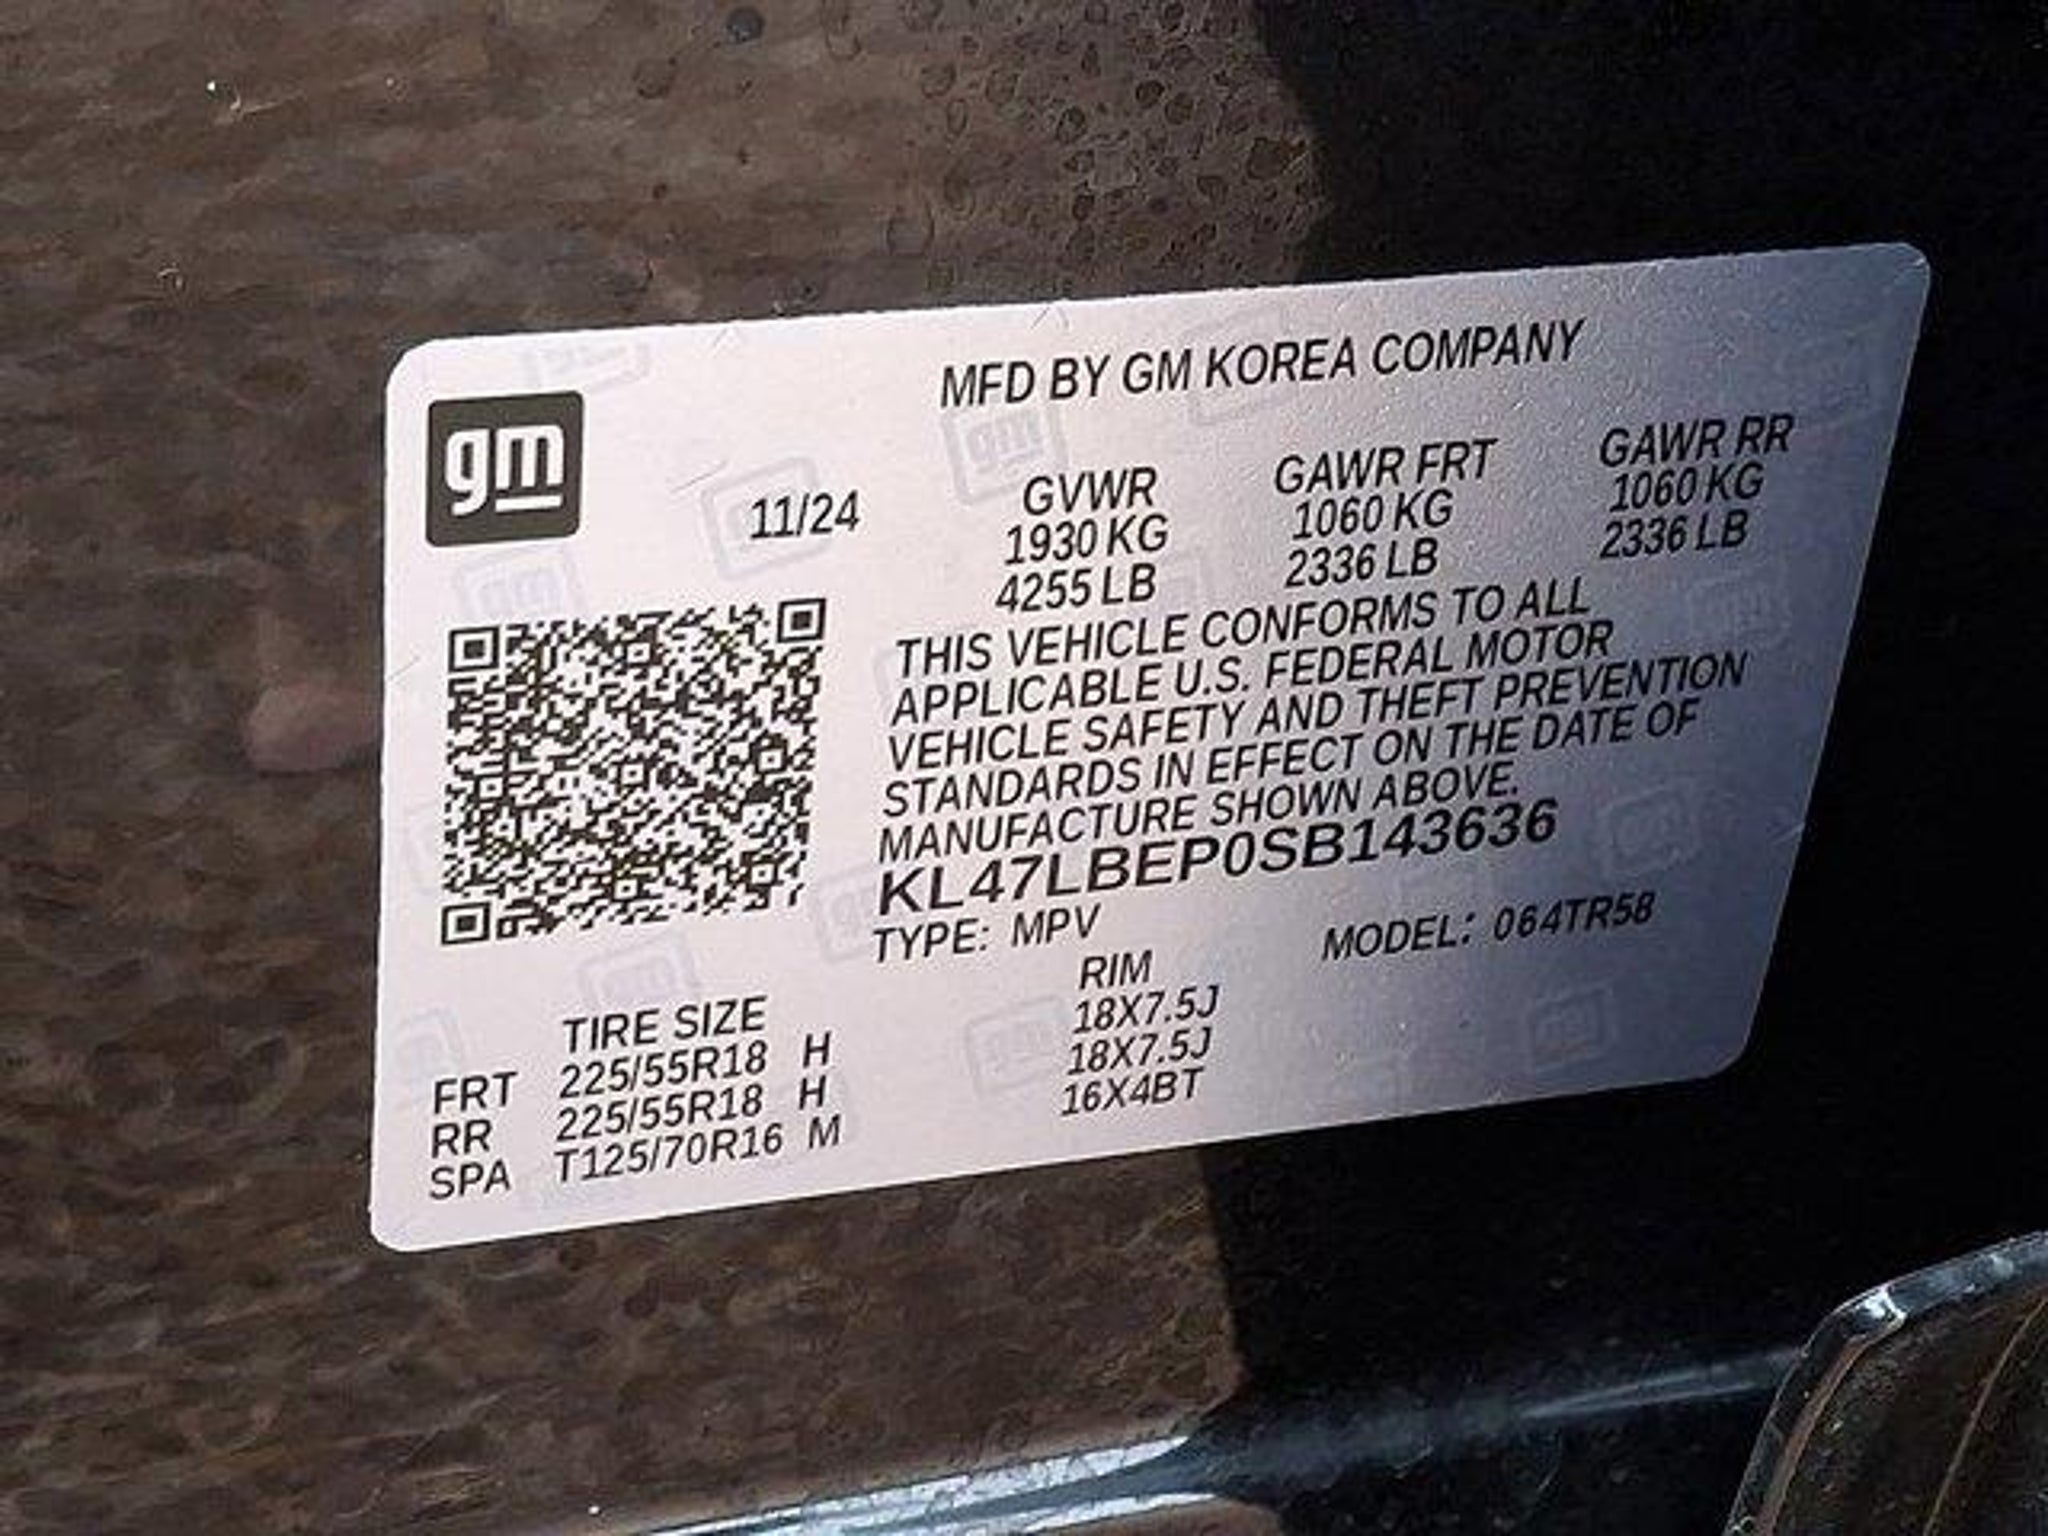 gm
MFD BY GM KOREA COMPANY
11/24
GVWR GAWR FRT GAWR RR
1930 KG 1060 KG 1060 KG
4255 LB 2336 LB 2336 LB
THIS VEHICLE CONFORMS TO ALL
APPLICABLE U.S. FEDERAL MOTOR
VEHICLE SAFETY AND THEFT PREVENTION
STANDARDS IN EFFECT ON THE DATE OF
MANUFACTURE SHOWN ABOVE.
KL47LBEP0SB143636
TYPE: MPV MODEL: 064TR58
TIRE SIZE RIM
FRT 225/55R18 H 18X7.5J
RR 225/55R18 H 18X7.5J
SPA T125/70R16 M 16X4BT